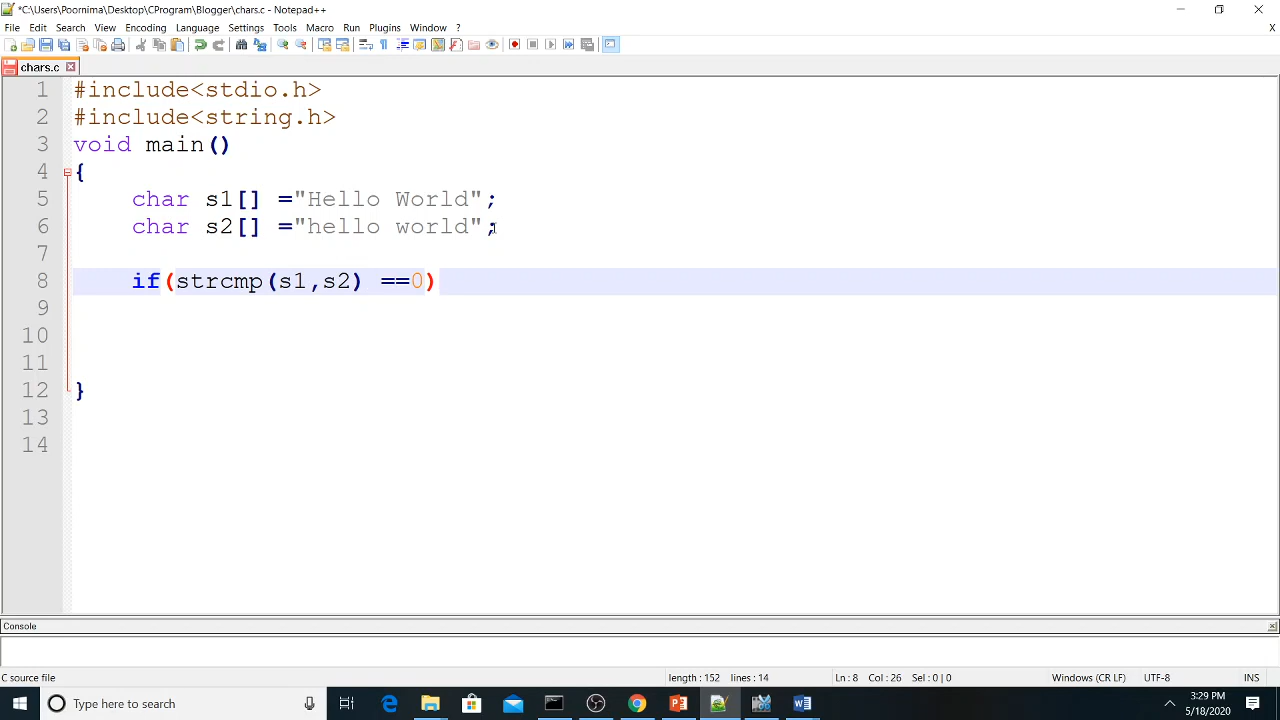 *C:\Users\Poornima\Desktop\CProgram\Blogger\chars.c - Notepad++
File Edit Search View Encoding Language Settings Tools Macro Run Plugins Window ?
X
chars.c
1 #include<stdio.h>
2 #include<string.h>
3 void main()
4 {
5 char s1[] ="Hello World";
6 char s2[] ="hello world";
7
8 if(strcmp(s1,s2) ==0)
9
10
11
12 }
13
14
Console
C source file length : 152 lines : 14 Ln : 8 Col : 26 Sel : 0 | 0 Windows (CR LF) UTF-8 INS
Type here to search
3:29 PM
5/18/2020